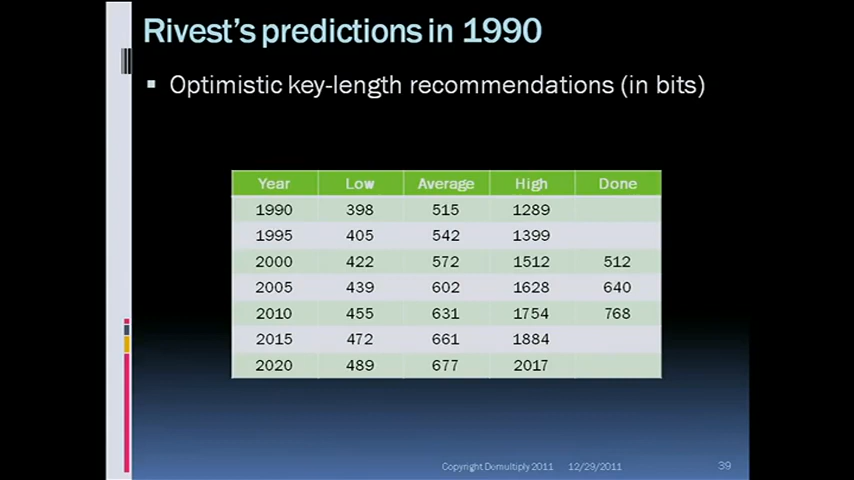 Rivest's predictions in 1990
Optimistic key-length recommendations (in bits)
Year Low Average High Done
1990 398 515 1289
1995 405 542 1399
2000 422 572 1512 512
2005 439 602 1628 640
2010 455 631 1754 768
2015 472 661 1884
2020 489 677 2017
Copyright Domultiply 2011 12/29/2011 39